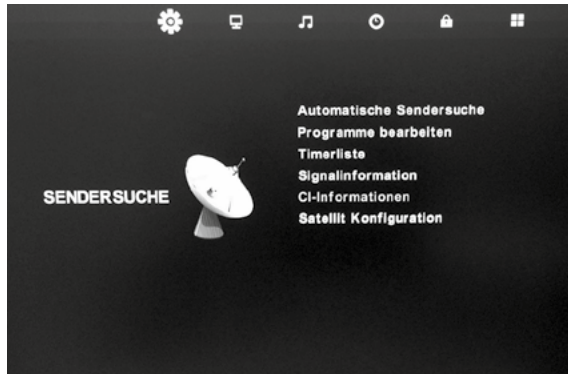 Automatische Sendersuche
Programme bearbeiten
Timerliste
Signalinformation
SENDERSUCHE
CI-Informationen
Satellit Konfiguration